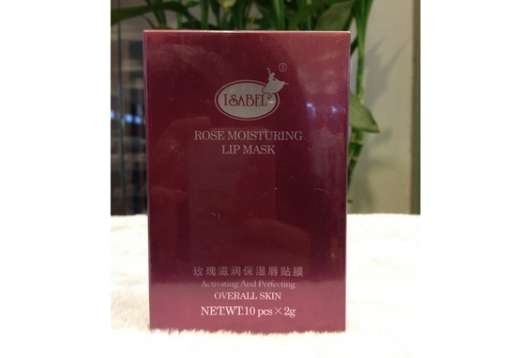 ISABEL
®
ROSE MOISTURING
LIP MASK
玫瑰滋润保湿唇贴膜
Activating And Perfecting
OVERALL SKIN
NET.WT.10 pcs×2g